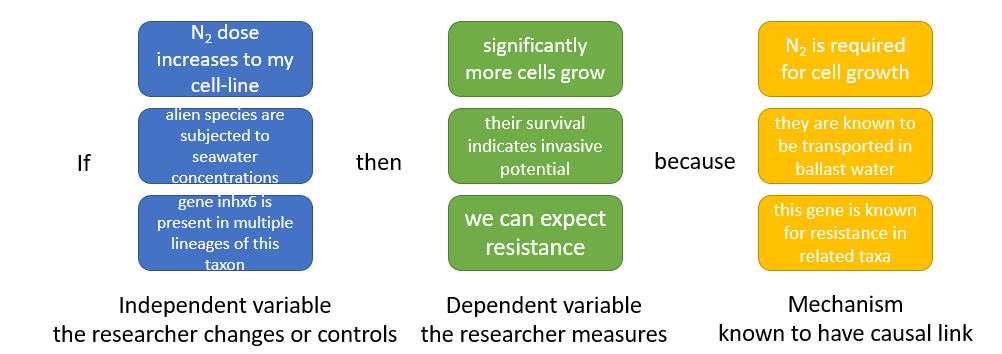 N₂ dose
increases to my
cell-line
significantly
more cells grow
N₂ is required
for cell growth
If
alien species are
subjected to
seawater
concentrations
then
their survival
indicates invasive
potential
because
they are known to
be transported in
ballast water
gene inhx6 is
present in multiple
lineages of this
taxon
we can expect
resistance
this gene is known
for resistance in
related taxa
Independent variable
the researcher changes or controls
Dependent variable
the researcher measures
Mechanism
known to have causal link